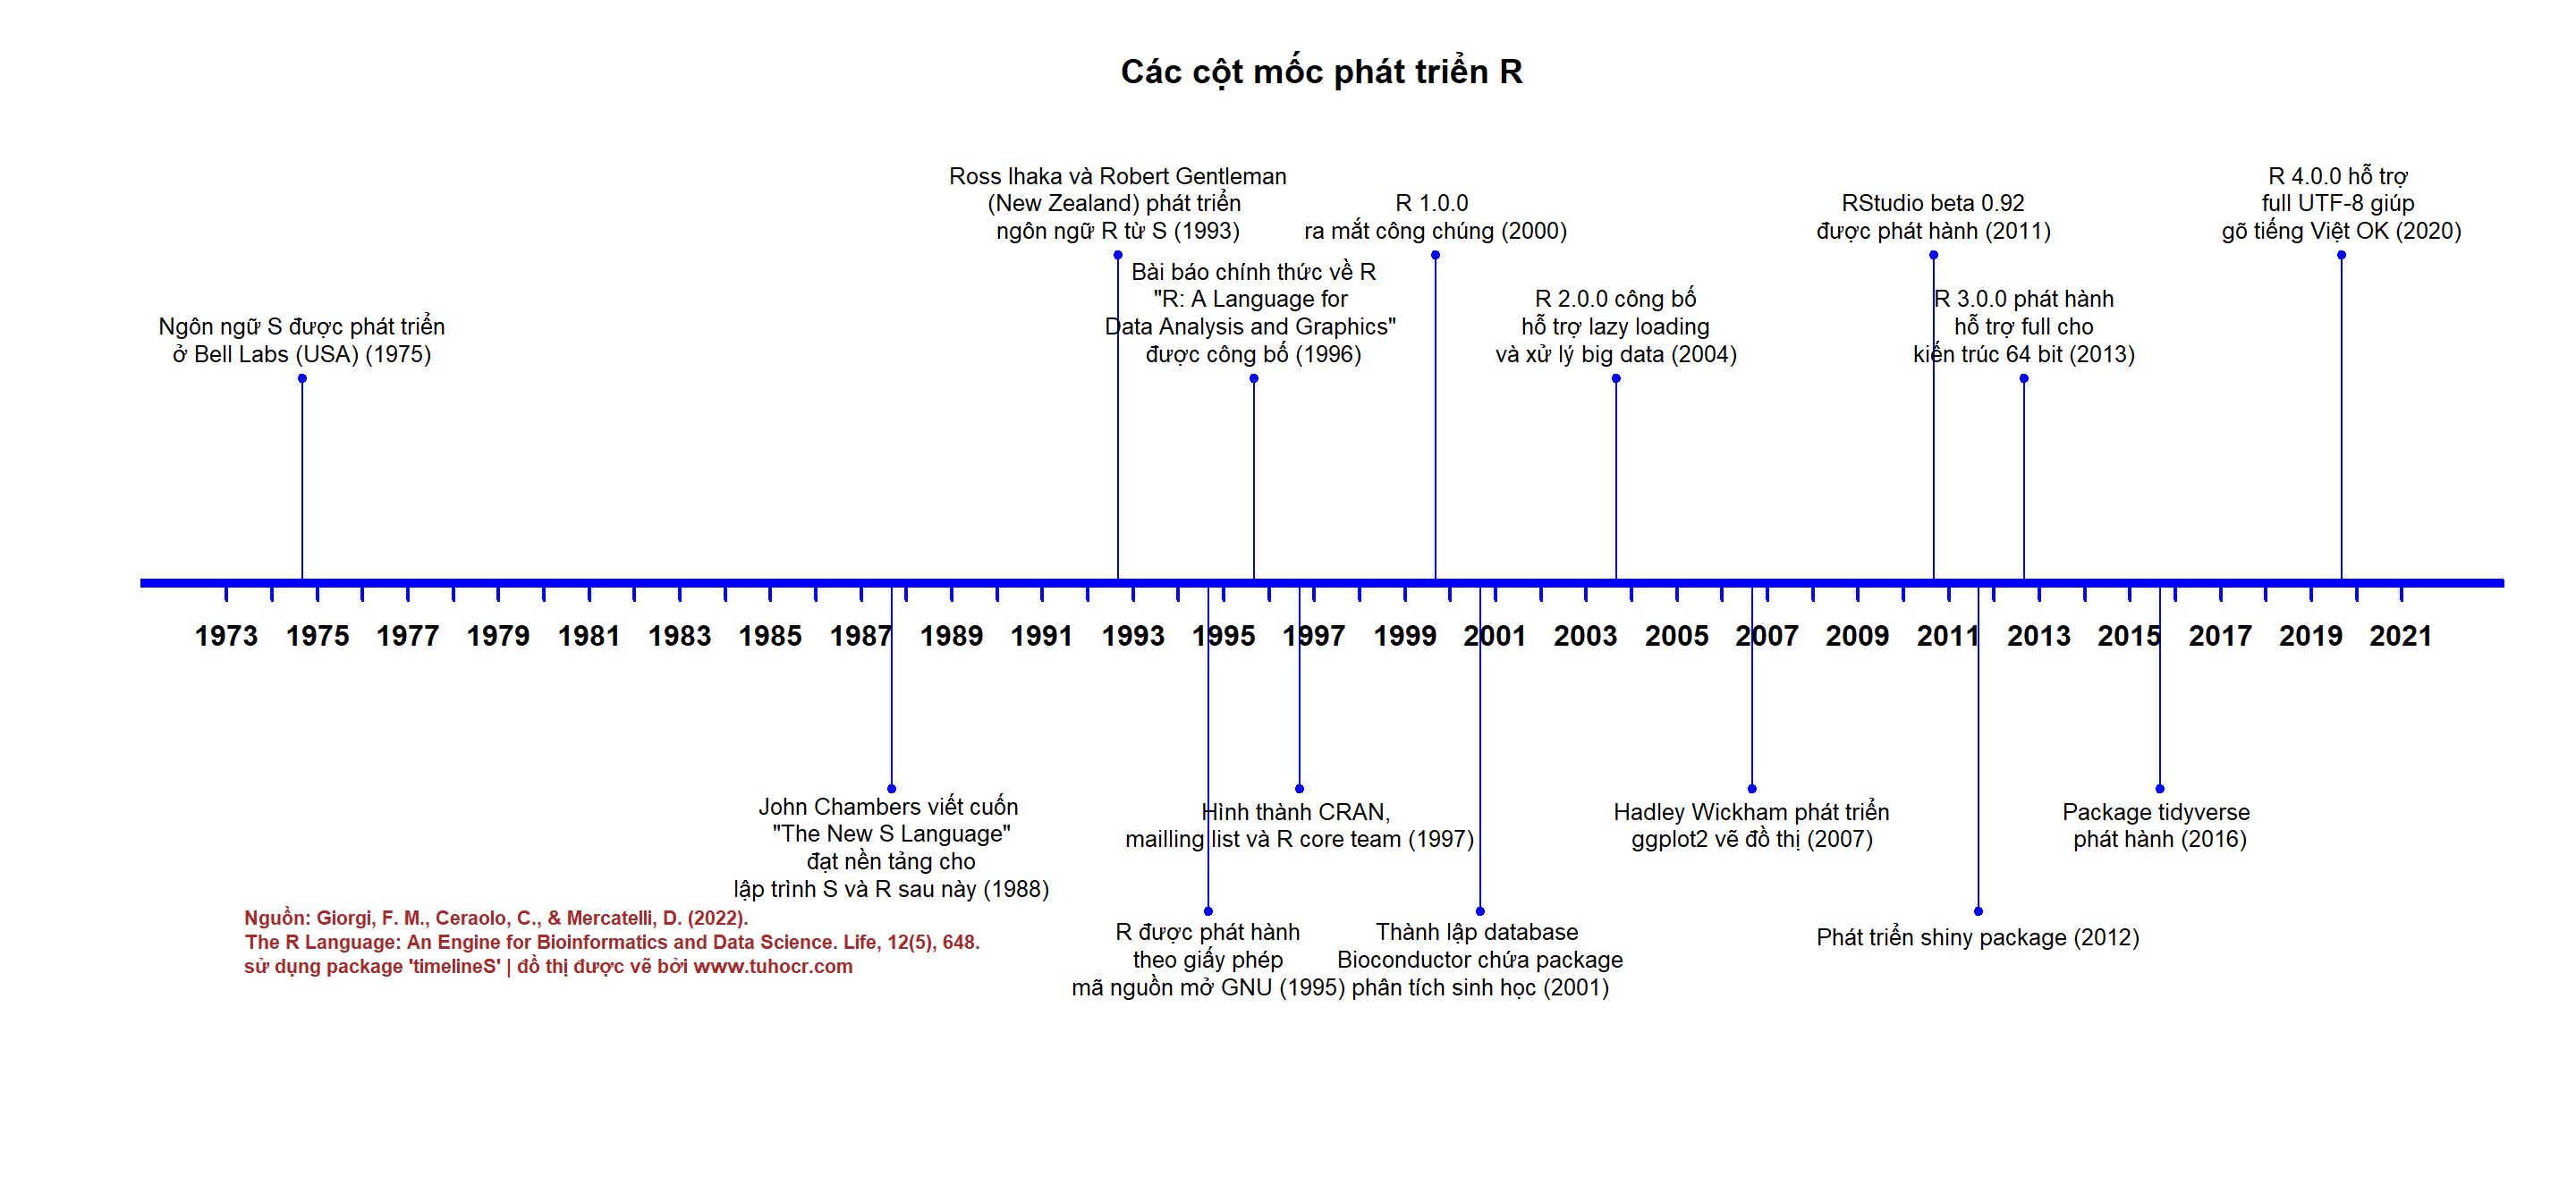 Các cột mốc phát triển R
Ross Ihaka và Robert Gentleman
(New Zealand) phát triển
ngôn ngữ R từ S (1993)
R 1.0.0
ra mắt công chúng (2000)
RStudio beta 0.92
được phát hành (2011)
R 4.0.0 hỗ trợ
full UTF-8 giúp
gõ tiếng Việt OK (2020)
Ngôn ngữ S được phát triển
ở Bell Labs (USA) (1975)
Bài báo chính thức về R
"R: A Language for
Data Analysis and Graphics"
được công bố (1996)
R 2.0.0 công bố
hỗ trợ lazy loading
và xử lý big data (2004)
R 3.0.0 phát hành
hỗ trợ full cho
kiến trúc 64 bit (2013)
1973 1975 1977 1979 1981 1983 1985 1987 1989 1991 1993 1995 1997 1999 2001 2003 2005 2007 2009 2011 2013 2015 2017 2019 2021
John Chambers viết cuốn
"The New S Language"
đạt nền tảng cho
lập trình S và R sau này (1988)
Hình thành CRAN,
mailling list và R core team (1997)
Hadley Wickham phát triển
ggplot2 vẽ đồ thị (2007)
Package tidyverse
phát hành (2016)
R được phát hành
theo giấy phép
mã nguồn mở GNU (1995)
Thành lập database
Bioconductor chứa package
phân tích sinh học (2001)
Phát triển shiny package (2012)
Nguồn: Giorgi, F. M., Ceraolo, C., & Mercatelli, D. (2022).
The R Language: An Engine for Bioinformatics and Data Science. Life, 12(5), 648.
sử dụng package 'timelineS' | đồ thị được vẽ bởi www.tuhocr.com